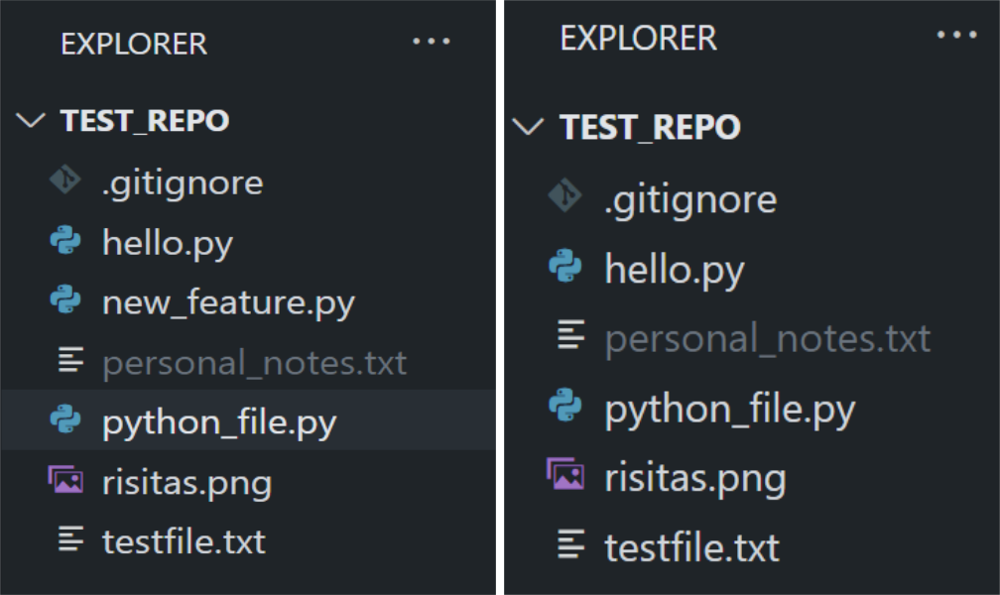 EXPLORER
TEST_REPO
.gitignore
hello.py
new_feature.py
personal_notes.txt
python_file.py
risitas.png
testfile.txt
EXPLORER
TEST_REPO
.gitignore
hello.py
personal_notes.txt
python_file.py
risitas.png
testfile.txt